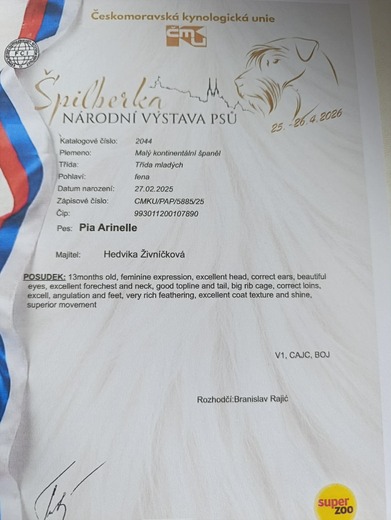 Českomoravská kynologická unie
ČMKU
FCI
Špilberka
NÁRODNÍ VÝSTAVA PSŮ
25. -26.4.2026
Katalogové číslo: 2044
Plemeno: Malý kontinentální španěl
Třída: Třída mladých
Pohlaví: fena
Datum narození: 27.02.2025
Zápisové číslo: CMKU/PAP/5885/25
Čip: 993011200107890
Pes: Pia Arinelle
Majitel: Hedvika Živníčková
POSUDEK: 13months old, feminine expression, excellent head, correct ears, beautiful
eyes, excellent forechest and neck, good topline and tail, big rib cage, correct loins,
excell, angulation and feet, very rich feathering, excellent coat texture and shine,
superior movement
V1, CAJC, BOJ
Rozhodčí:Branislav Rajić
super
zoo